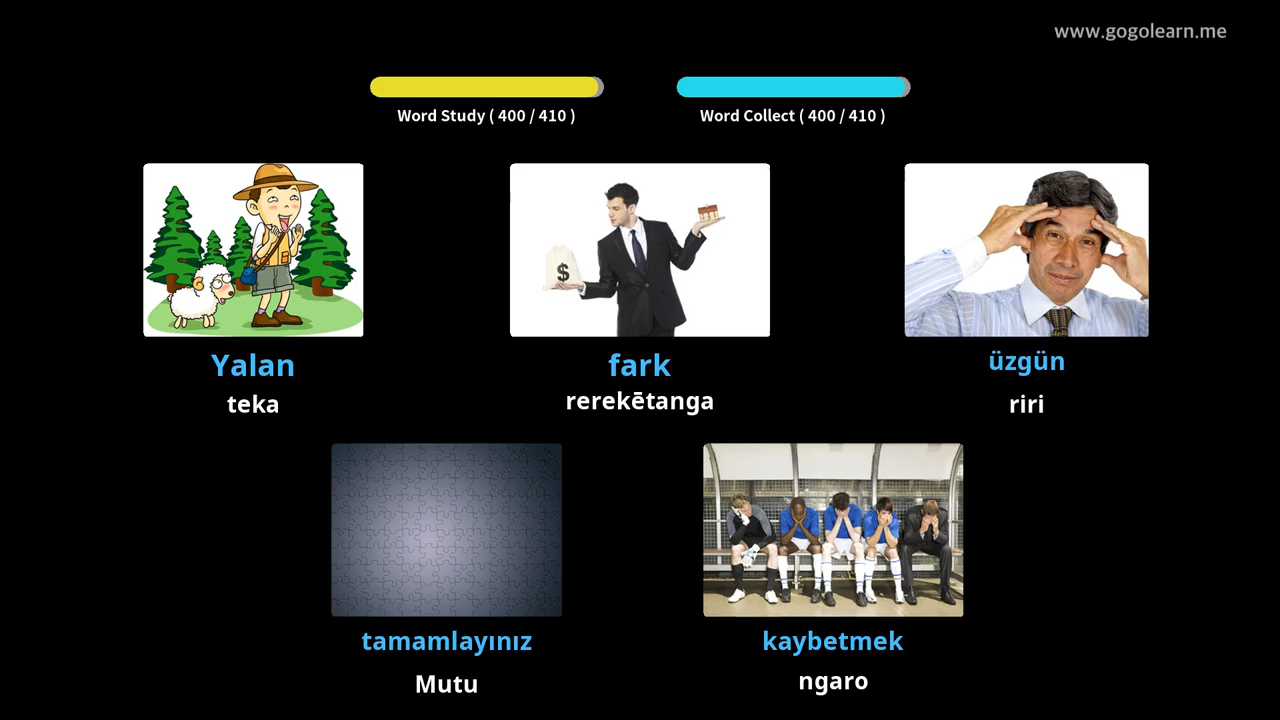 www.gogolearn.me
Word Study ( 400 / 410 )
Word Collect ( 400 / 410 )
$
Yalan
teka
fark
rerekētanga
üzgün
riri
tamamlayınız
Mutu
kaybetmek
ngaro